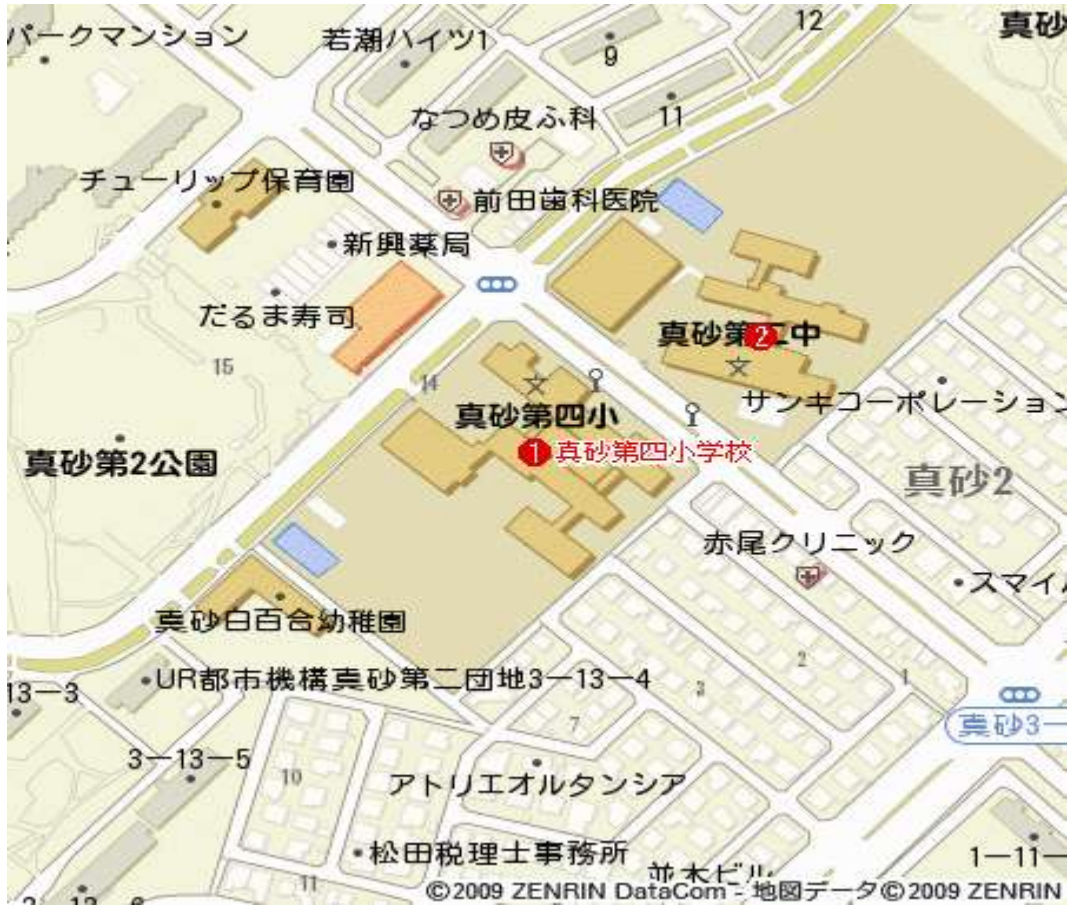 12
真砂
パークマンション
若潮ハイツ1
9
11
なつめ皮ふ科
チューリップ保育園
前田歯科医院
新興薬局
だるま寿司
真砂第二中
2
15
14
サンキコーポレーション
真砂第四小
1 真砂第四小学校
真砂第2公園
真砂2
赤尾クリニック
スマイル
真砂白百合幼稚園
UR都市機構真砂第二団地3-13-4
13-3
2
3
1
真砂3-
7
3-13-5
10
アトリエオルタンシア
松田税理士事務所
並木ビル
1-11-
11
©2009 ZENRIN DataCom - 地図データ©2009 ZENRIN